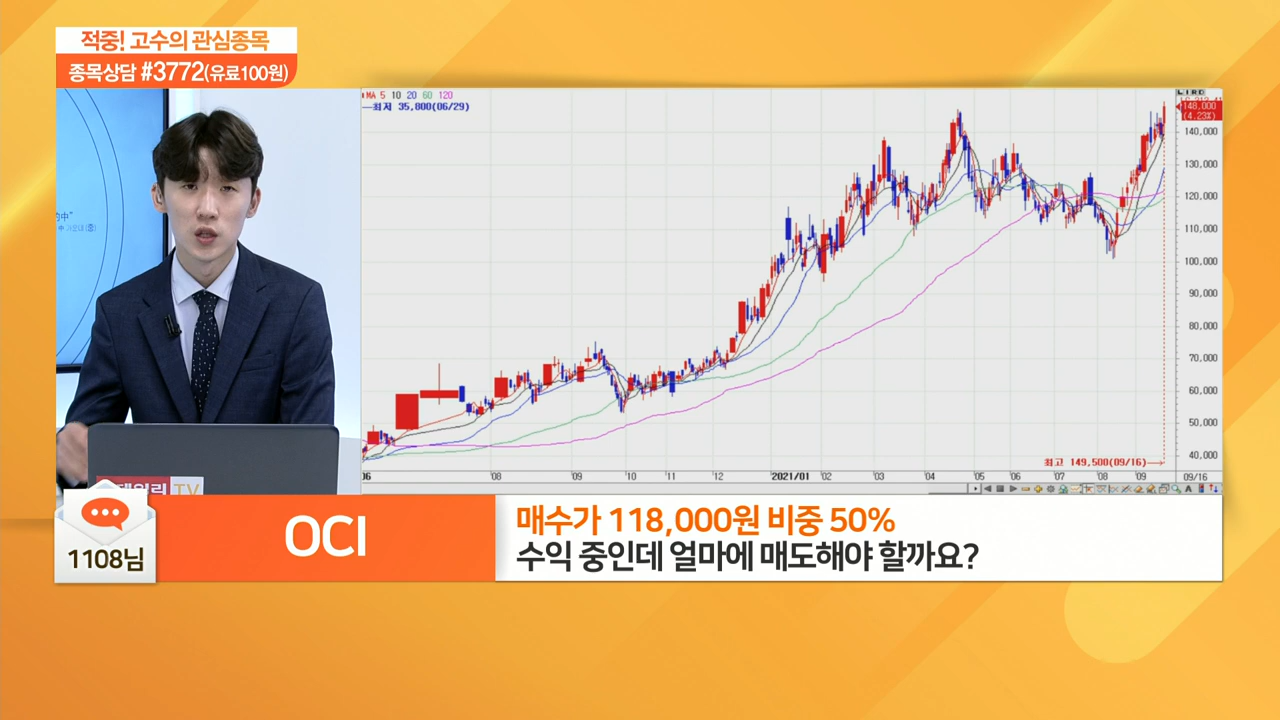 적중! 고수의 관심종목
종목상담 #3772(유료100원)
的中"
MA 5 10 20 60 120
최저 35,800(06/29)
LIRD
148,000
(4.23%)
140,000
130,000
120,000
110,000
100,000
90,000
80,000
70,000
60,000
50,000
40,000
최고 149,500(09/16)
06 '08 '09 '10 '11 '12 2021/01 '02 '03 '04 '05 '06 '07 '08 '09 09/16
TV
1108님
OCI
매수가 118,000원 비중 50%
수익 중인데 얼마에 매도해야 할까요?